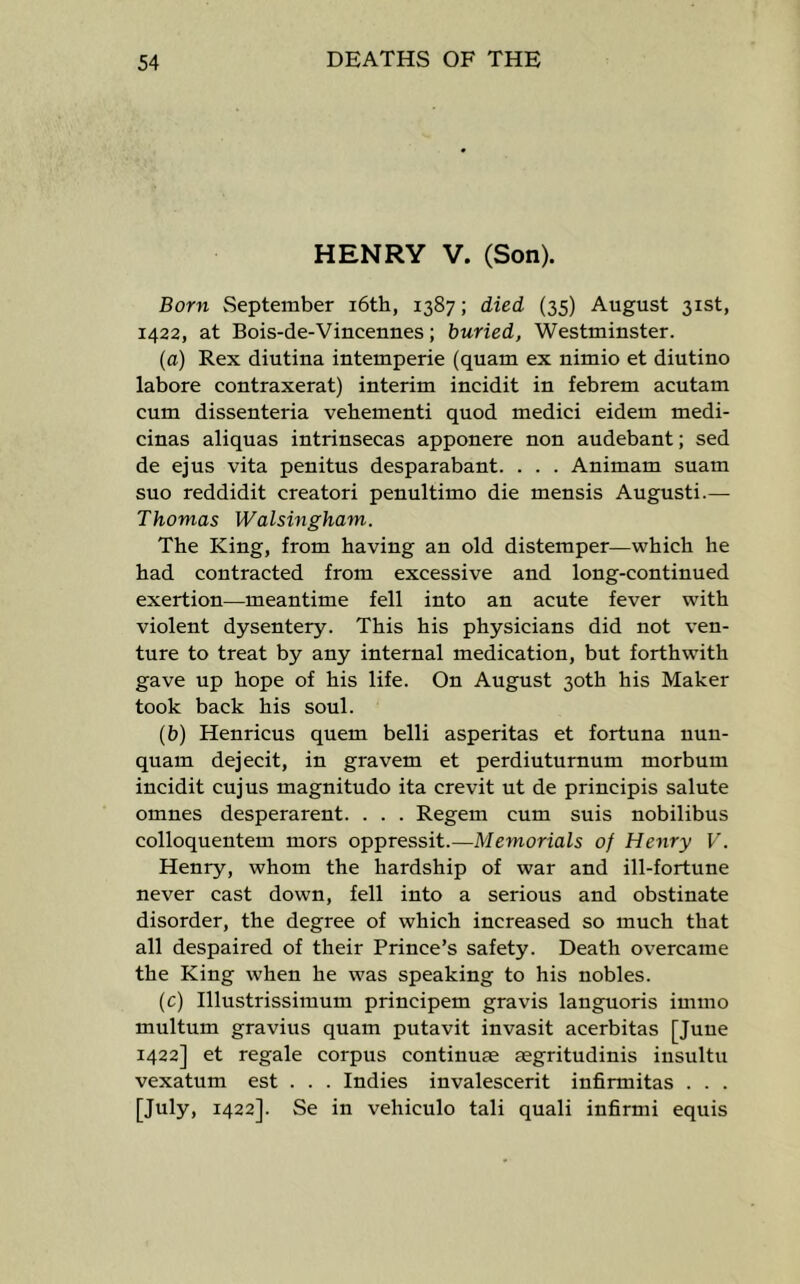 54 DEATHS OF THE
HENRY V. (Son).
Born September 16th, 1387; died (35) August 31st,
1422, at Bois-de-Vincennes; buried, Westminster.
(a) Rex diutina intemperie (quam ex nimio et diutino
labore contraxerat) interim incidit in febrem acutam
cum dissenteria vehementi quod medici eidem medi-
cinas aliquas intrinsecas apponere non audebant; sed
de ejus vita penitus desparabant. . . . Animam suam
suo reddidit creatori penultimo die mensis Augusti.—
Thomas Walsingham.
The King, from having an old distemper—which he
had contracted from excessive and long-continued
exertion—meantime fell into an acute fever with
violent dysentery. This his physicians did not ven-
ture to treat by any internal medication, but forthwith
gave up hope of his life. On August 30th his Maker
took back his soul.
(b) Henricus quem belli asperitas et fortuna nun-
quam dejecit, in gravem et perdiuturnum morbum
incidit cujus magnitudo ita crevit ut de principis salute
omnes desperarent. . . . Regem cum suis nobilibus
colloquentem mors oppressit.—Memorials of Henry V.
Henry, whom the hardship of war and ill-fortune
never cast down, fell into a serious and obstinate
disorder, the degree of which increased so much that
all despaired of their Prince's safety. Death overcame
the King when he was speaking to his nobles.
(c) Illustrissimum principem gravis languoris immo
multum gravius quam putavit invasit acerbitas [June
1422] et regale corpus continuæ ægritudinis insultu
vexatum est . . . Indies invalescerit infirmitas . . .
[July, 1422]. Se in vehiculo tali quali infirmi equis